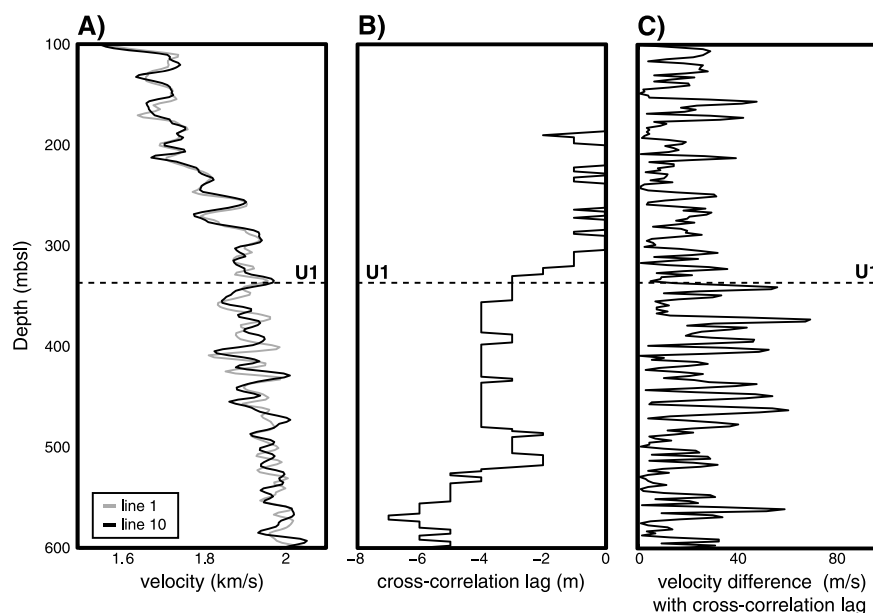 A)
B)
C)
100
200
300
400
500
600
Depth (mbsl)
U1
U1
U1
line 1
line 10
1.6
1.8
2
velocity (km/s)
−8
−6
−4
−2
0
cross-correlation lag (m)
0
40
80
velocity difference (m/s)
with cross-correlation lag